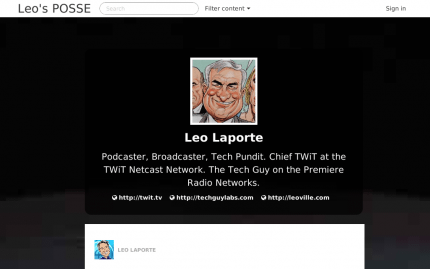 Leo's POSSE
Search
Filter content
Sign in
Leo Laporte
Podcaster, Broadcaster, Tech Pundit. Chief TWiT at the
TWiT Netcast Network. The Tech Guy on the Premiere
Radio Networks.
http://twit.tv http://techguylabs.com http://leoville.com
LEO LAPORTE